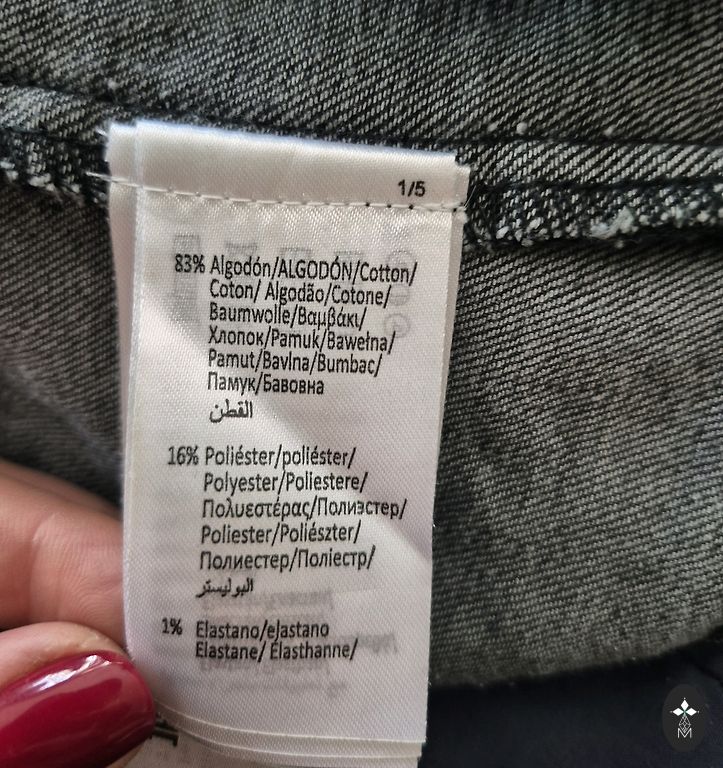 1/5
83% Algodón/ALGODÓN/Cotton/
Coton/ Algodão/Cotone/
Baumwolle/Βαμβάκι/
Хлопок/Pamuk/Bawełna/
Pamut/Bavlna/Bumbac/
Памук/Бавовна
القطن
16% Poliéster/poliéster/
Polyester/Poliestere/
Πολυεστέρας/Полиэстер/
Poliester/Poliészter/
Полиестер/Поліестр/
البوليستر
1% Elastano/elastano
Elastane/ Élasthanne/